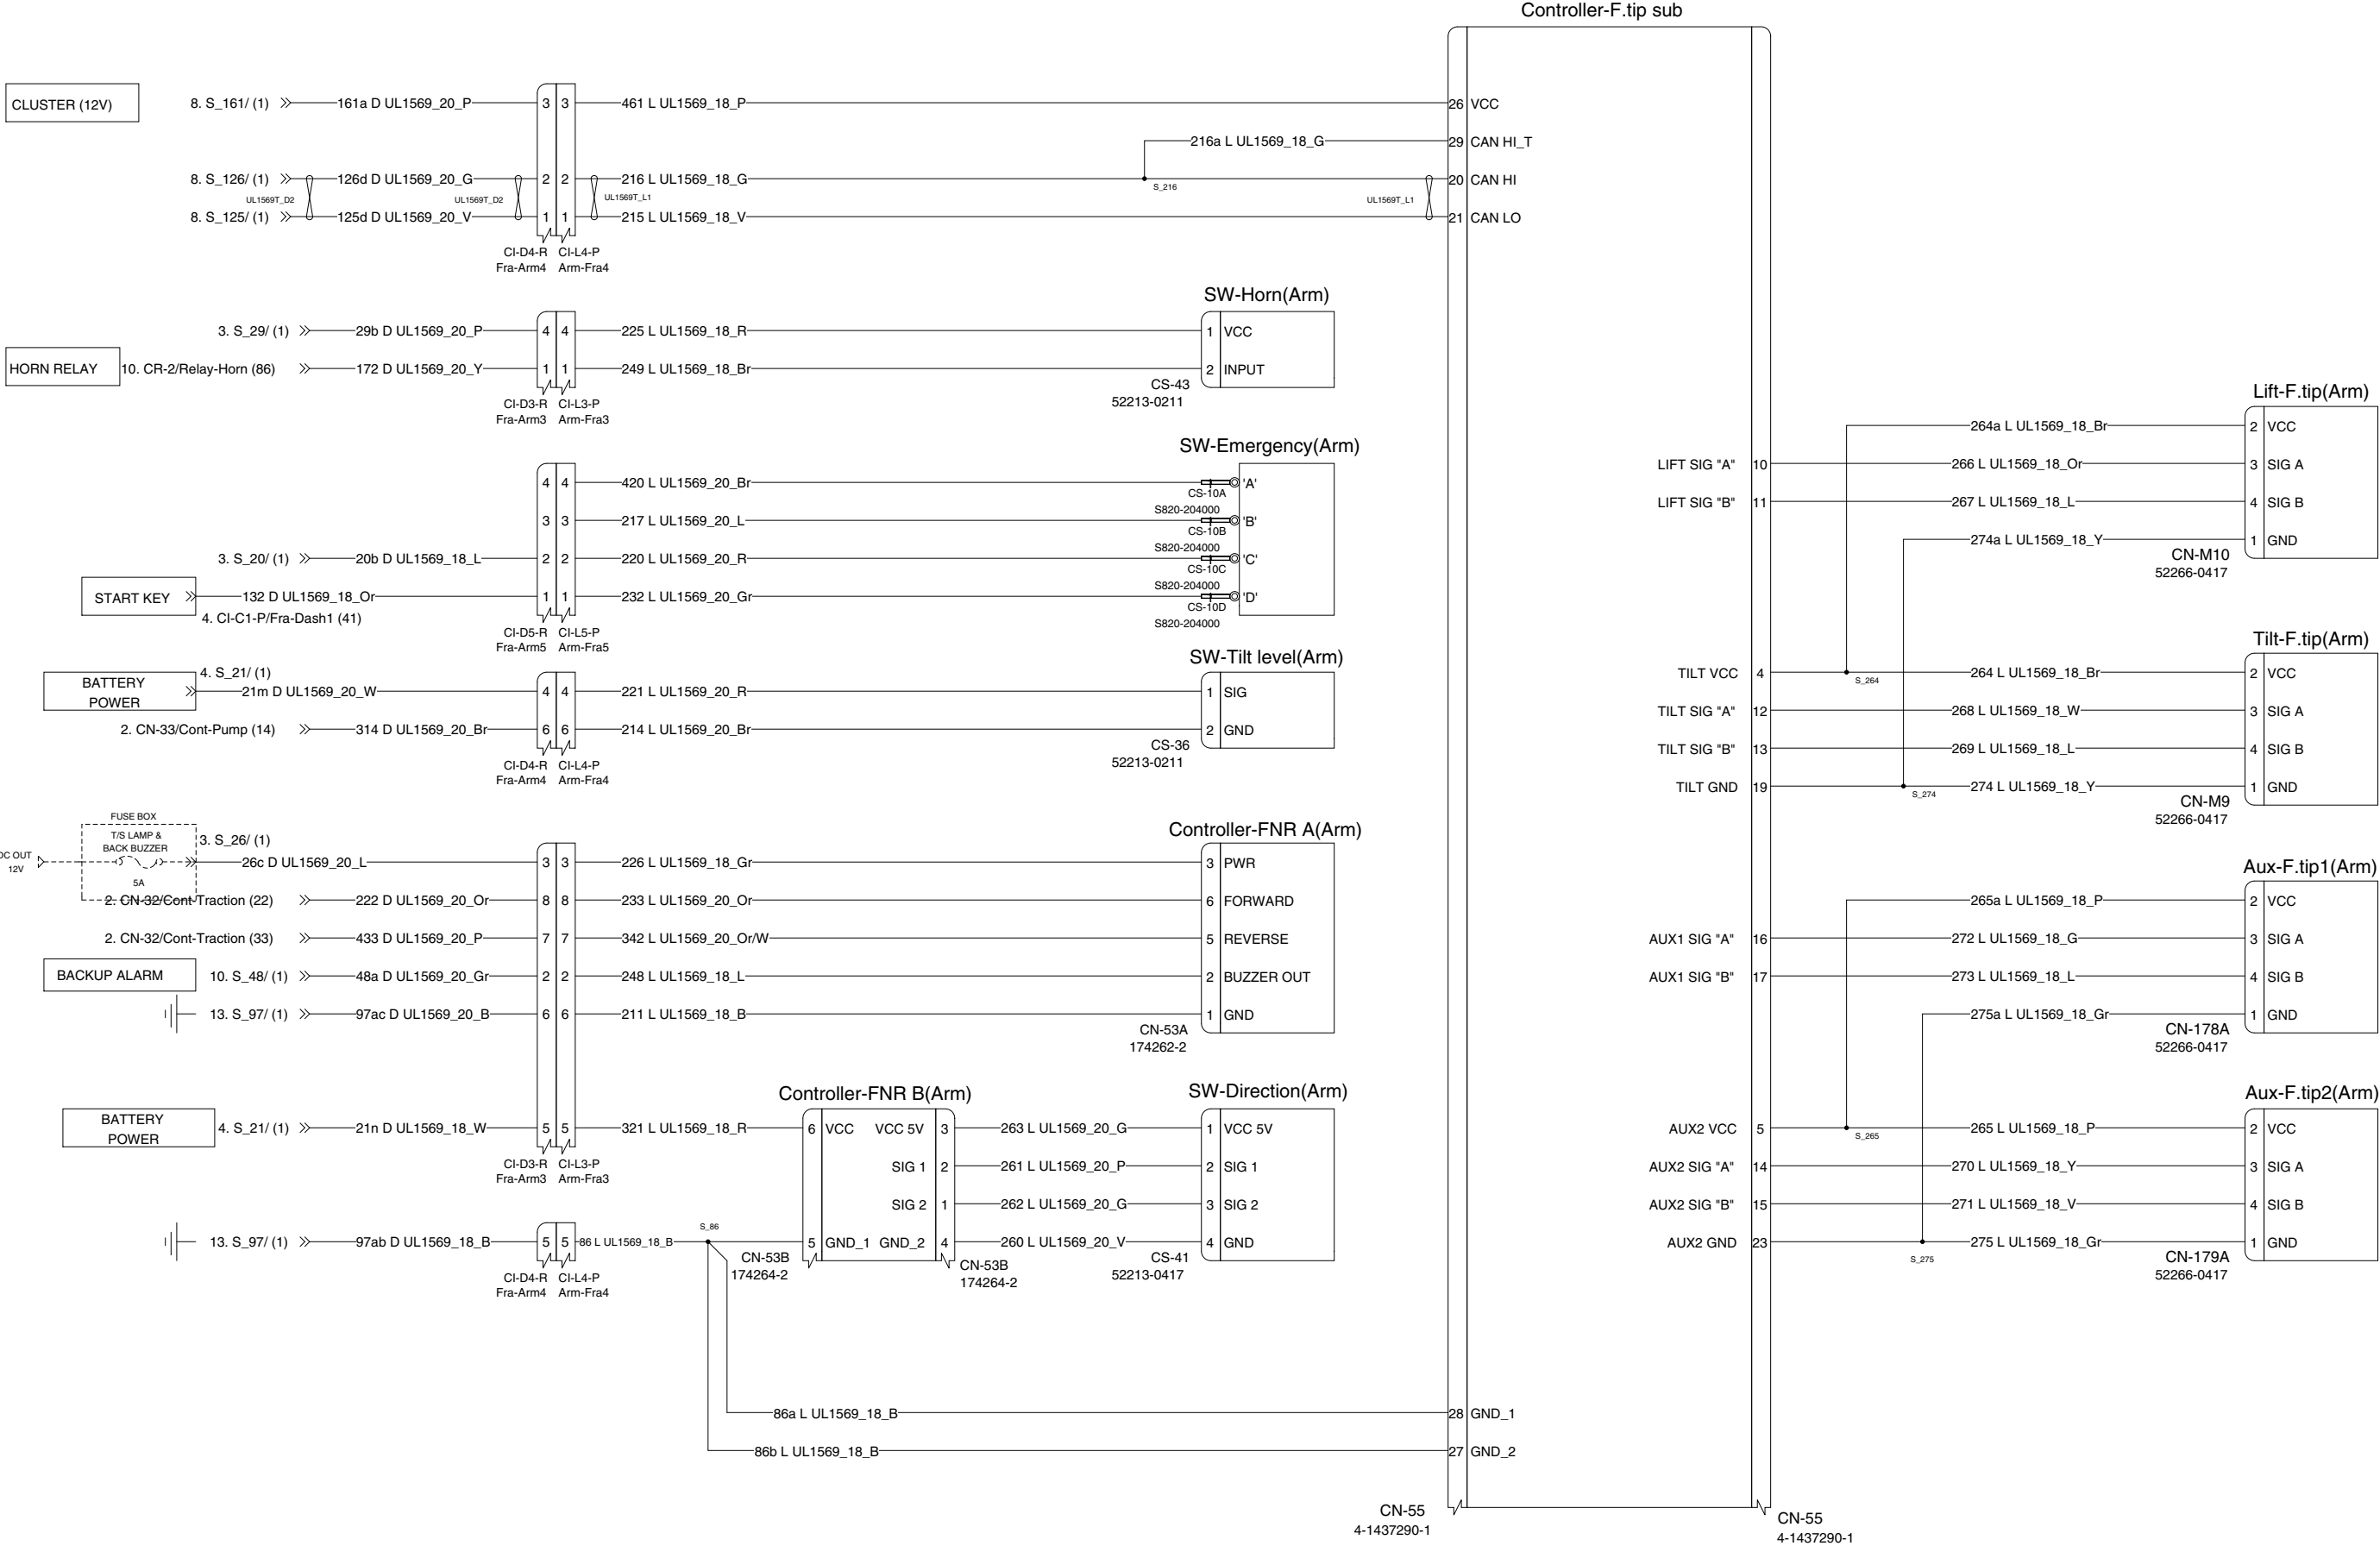 Controller-F.tip sub
CLUSTER (12V)
8. S_161/ (1)
161a D UL1569_20_P
3 3
461 L UL1569_18_P
26 VCC
216a L UL1569_18_G
29 CAN HI_T
8. S_126/ (1)
126d D UL1569_20_G
2 2
216 L UL1569_18_G
S_216
20 CAN HI
UL1569T_D2
UL1569T_D2
UL1569T_L1
UL1569T_L1
8. S_125/ (1)
125d D UL1569_20_V
1 1
215 L UL1569_18_V
21 CAN LO
CI-D4-R CI-L4-P
Fra-Arm4 Arm-Fra4
SW-Horn(Arm)
3. S_29/ (1)
29b D UL1569_20_P
4 4
225 L UL1569_18_R
1 VCC
HORN RELAY
10. CR-2/Relay-Horn (86)
172 D UL1569_20_Y
1 1
249 L UL1569_18_Br
2 INPUT
CS-43
52213-0211
CI-D3-R CI-L3-P
Fra-Arm3 Arm-Fra3
SW-Emergency(Arm)
4 4
420 L UL1569_20_Br
1
'A'
CS-10A
S820-204000
3 3
217 L UL1569_20_L
1
'B'
CS-10B
S820-204000
3. S_20/ (1)
20b D UL1569_18_L
2 2
220 L UL1569_20_R
1
'C'
CS-10C
S820-204000
START KEY
132 D UL1569_18_Or
1 1
232 L UL1569_20_Gr
1
'D'
CS-10D
S820-204000
4. CI-C1-P/Fra-Dash1 (41)
CI-D5-R CI-L5-P
Fra-Arm5 Arm-Fra5
SW-Tilt level(Arm)
BATTERY
POWER
4. S_21/ (1)
21m D UL1569_20_W
4 4
221 L UL1569_20_R
1 SIG
2. CN-33/Cont-Pump (14)
314 D UL1569_20_Br
6 6
214 L UL1569_20_Br
2 GND
CS-36
52213-0211
CI-D4-R CI-L4-P
Fra-Arm4 Arm-Fra4
FUSE BOX
T/S LAMP &
BACK BUZZER
5A
DC OUT
12V
3. S_26/ (1)
Controller-FNR A(Arm)
26c D UL1569_20_L
3 3
226 L UL1569_18_Gr
3 PWR
2. CN-32/Cont-Traction (22)
222 D UL1569_20_Or
8 8
233 L UL1569_20_Or
6 FORWARD
2. CN-32/Cont-Traction (33)
433 D UL1569_20_P
7 7
342 L UL1569_20_Or/W
5 REVERSE
BACKUP ALARM
10. S_48/ (1)
48a D UL1569_20_Gr
2 2
248 L UL1569_18_L
2 BUZZER OUT
13. S_97/ (1)
97ac D UL1569_20_B
6 6
211 L UL1569_18_B
1 GND
CN-53A
174262-2
Controller-FNR B(Arm)
SW-Direction(Arm)
BATTERY
POWER
4. S_21/ (1)
21n D UL1569_18_W
5 5
321 L UL1569_18_R
6 VCC
VCC 5V 3
263 L UL1569_20_G
1 VCC 5V
SIG 1 2
261 L UL1569_20_P
2 SIG 1
SIG 2 1
262 L UL1569_20_G
3 SIG 2
CI-D3-R CI-L3-P
Fra-Arm3 Arm-Fra3
13. S_97/ (1)
97ab D UL1569_18_B
5 5
86 L UL1569_18_B
S_86
5 GND_1
GND_2 4
260 L UL1569_20_V
4 GND
CN-53B
174264-2
CN-53B
174264-2
CS-41
52213-0417
CI-D4-R CI-L4-P
Fra-Arm4 Arm-Fra4
86a L UL1569_18_B
28 GND_1
86b L UL1569_18_B
27 GND_2
CN-55
4-1437290-1
CN-55
4-1437290-1
Lift-F.tip(Arm)
264a L UL1569_18_Br
2 VCC
LIFT SIG "A" 10
266 L UL1569_18_Or
3 SIG A
LIFT SIG "B" 11
267 L UL1569_18_L
4 SIG B
274a L UL1569_18_Y
1 GND
CN-M10
52266-0417
Tilt-F.tip(Arm)
TILT VCC 4
S_264
264 L UL1569_18_Br
2 VCC
TILT SIG "A" 12
268 L UL1569_18_W
3 SIG A
TILT SIG "B" 13
269 L UL1569_18_L
4 SIG B
TILT GND 19
S_274
274 L UL1569_18_Y
1 GND
CN-M9
52266-0417
Aux-F.tip1(Arm)
265a L UL1569_18_P
2 VCC
AUX1 SIG "A" 16
272 L UL1569_18_G
3 SIG A
AUX1 SIG "B" 17
273 L UL1569_18_L
4 SIG B
275a L UL1569_18_Gr
1 GND
CN-178A
52266-0417
Aux-F.tip2(Arm)
AUX2 VCC 5
S_265
265 L UL1569_18_P
2 VCC
AUX2 SIG "A" 14
270 L UL1569_18_Y
3 SIG A
AUX2 SIG "B" 15
271 L UL1569_18_V
4 SIG B
AUX2 GND 23
S_275
275 L UL1569_18_Gr
1 GND
CN-179A
52266-0417